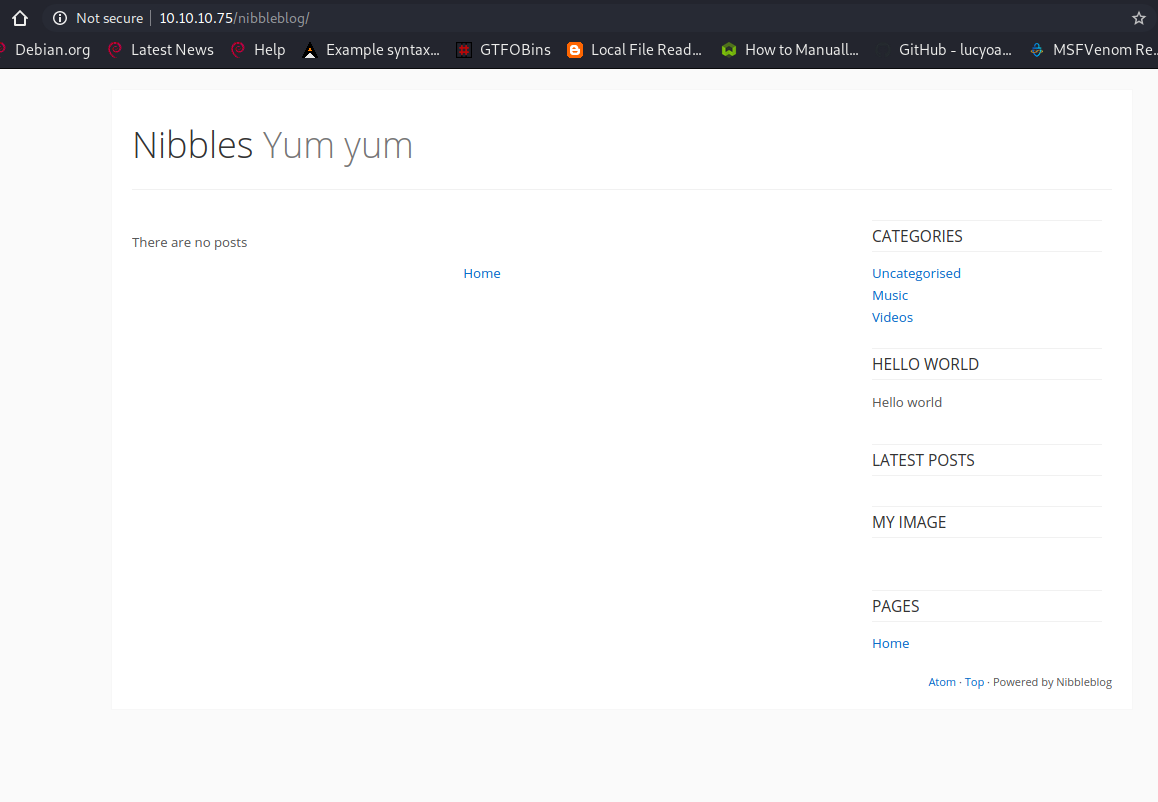 Not secure | 10.10.10.75/nibbleblog/
Debian.org Latest News Help Example syntax... GTFOBins Local File Read... How to Manuall... GitHub - lucyoa... MSFVenom Re...
Nibbles Yum yum
There are no posts
Home
CATEGORIES
Uncategorised
Music
Videos
HELLO WORLD
Hello world
LATEST POSTS
MY IMAGE
PAGES
Home
Atom · Top · Powered by Nibbleblog